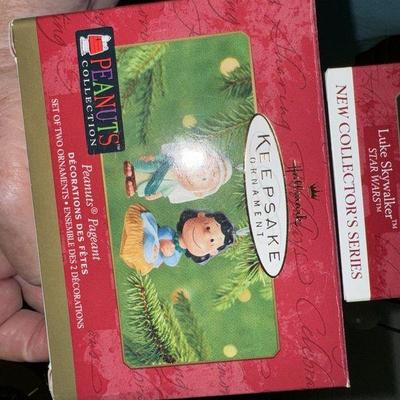 PEANUTS
COLLECTION
Hallmark
KEEPSAKE
ORNAMENT
Peanuts® Pageant
DÉCORATIONS DES FÊTES
SET OF TWO ORNAMENTS • ENSEMBLE DES 2 DÉCORATIONS
Luke Skywalker™
STAR WARS™
NEW COLLECTOR'S SERIES